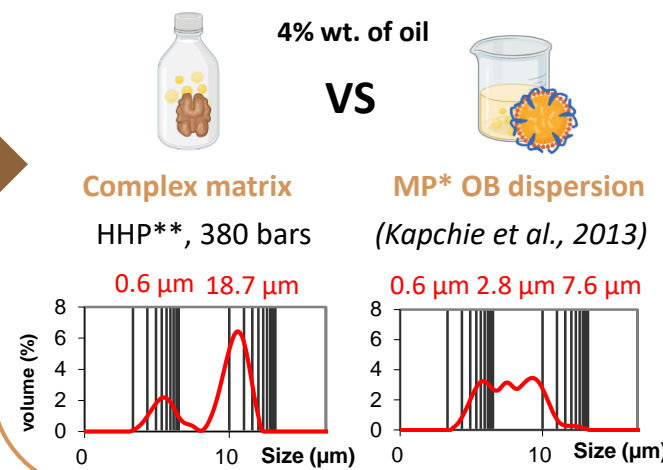 4% wt. of oil
VS
Complex matrix
MP* OB dispersion
HHP**, 380 bars
(Kapchie et al., 2013)
0.6 µm 18.7 µm
0.6 µm 2.8 µm 7.6 µm
volume (%)
8
6
4
2
0
0
10
Size (µm)
8
6
4
2
0
0
10
Size (µm)